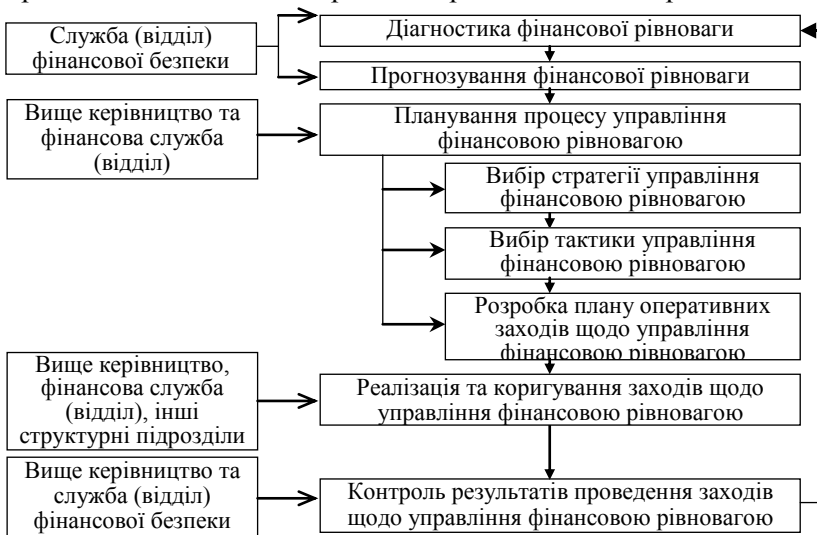 Діагностика фінансової рівноваги
Служба (відділ)
фінансової безпеки
Прогнозування фінансової рівноваги
Вище керівництво та
фінансова служба
(відділ)
Планування процесу управління
фінансовою рівновагою
Вибір стратегії управління
фінансовою рівновагою
Вибір тактики управління
фінансовою рівновагою
Розробка плану оперативних
заходів щодо управління
фінансовою рівновагою
Вище керівництво,
фінансова служба
(відділ), інші
структурні підрозділи
Реалізація та коригування заходів щодо
управління фінансовою рівновагою
Вище керівництво та
служба (відділ)
фінансової безпеки
Контроль результатів проведення заходів
щодо управління фінансовою рівновагою